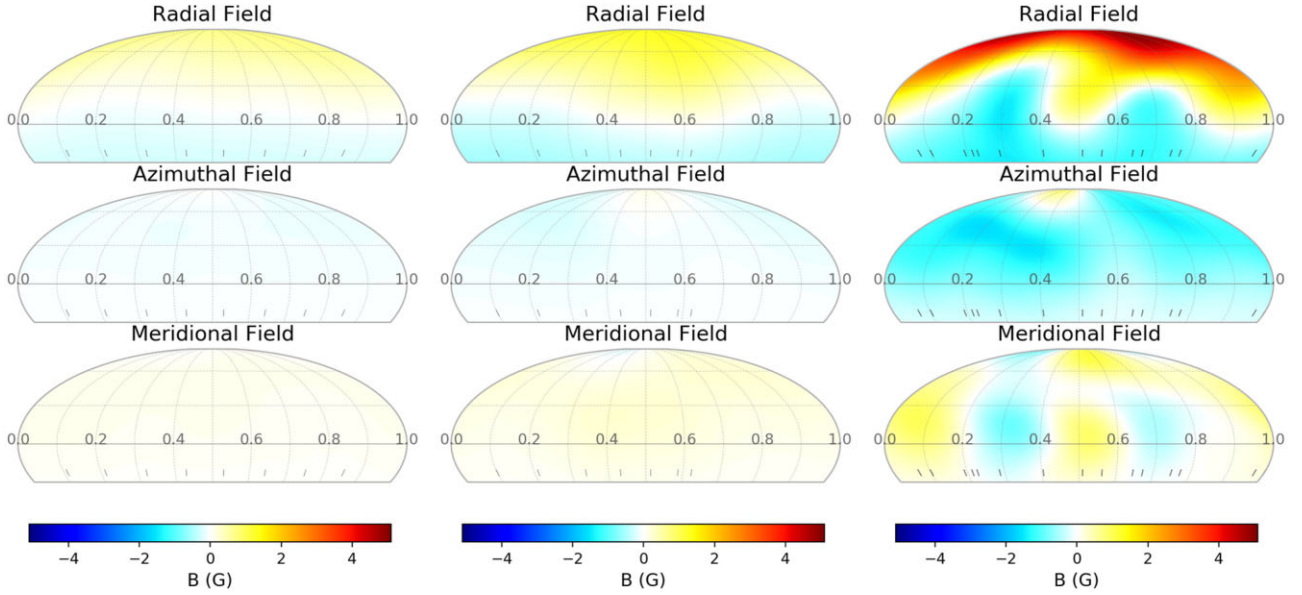 Radial Field Radial Field Radial Field
0.0 0.2 0.4 0.6 0.8 1.0 0.0 0.2 0.4 0.6 0.8 1.0 0.0 0.2 0.4 0.6 0.8 1.0
Azimuthal Field Azimuthal Field Azimuthal Field
0.0 0.2 0.4 0.6 0.8 1.0 0.0 0.2 0.4 0.6 0.8 1.0 0.0 0.2 0.4 0.6 0.8 1.0
Meridional Field Meridional Field Meridional Field
0.0 0.2 0.4 0.6 0.8 1.0 0.0 0.2 0.4 0.6 0.8 1.0 0.0 0.2 0.4 0.6 0.8 1.0
−4 −2 0 2 4 −4 −2 0 2 4 −4 −2 0 2 4
B (G) B (G) B (G)